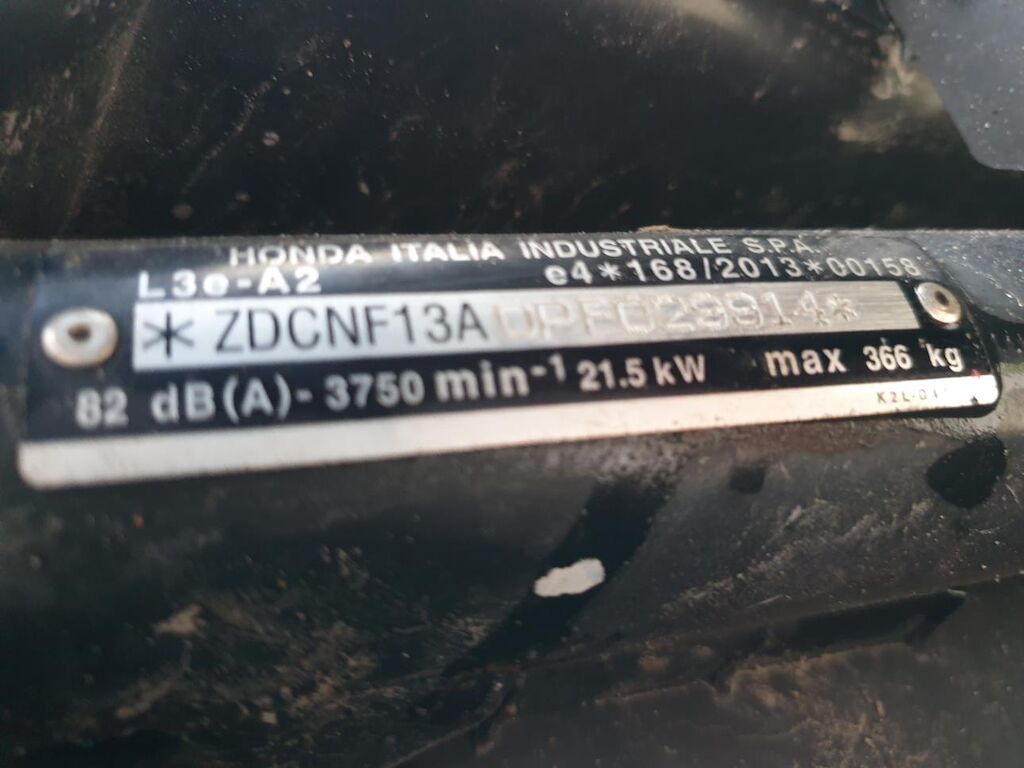 HONDA ITALIA INDUSTRIALE S.P.A.
L3e-A2 e4*168/2013*00158
*ZDCNF13A0PF029914*
82 dB(A)- 3750 min-1 21.5 kW max 366 kg